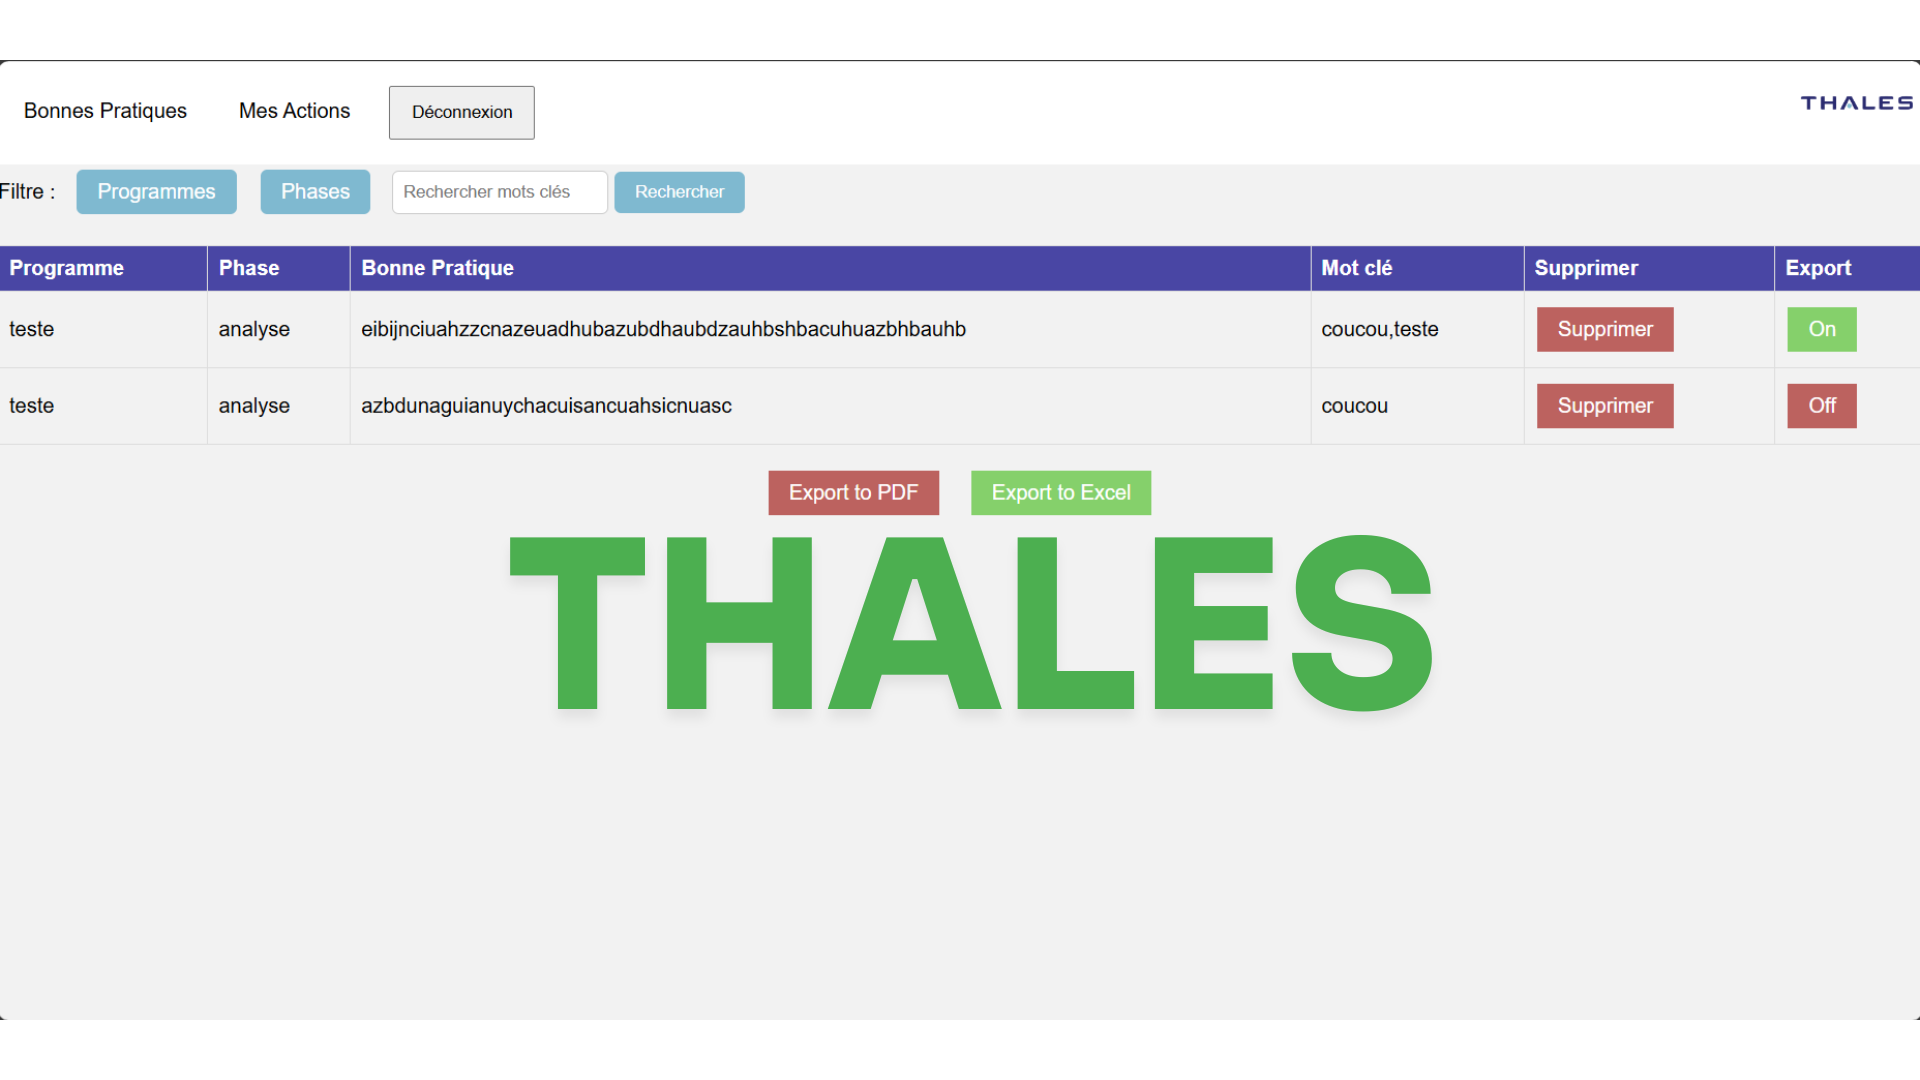 Bonnes Pratiques Mes Actions Déconnexion THALES
Filtre : Programmes Phases Rechercher mots clés Rechercher
Programme Phase Bonne Pratique Mot clé Supprimer Export
teste analyse eibijnciuahzzcnazeuadhubazubdhaubdzauhbshbacuhuazbhbauhb coucou,teste Supprimer On
teste analyse azbdunaguianuychacuisancuahsicnuasc coucou Supprimer Off
Export to PDF Export to Excel
THALES